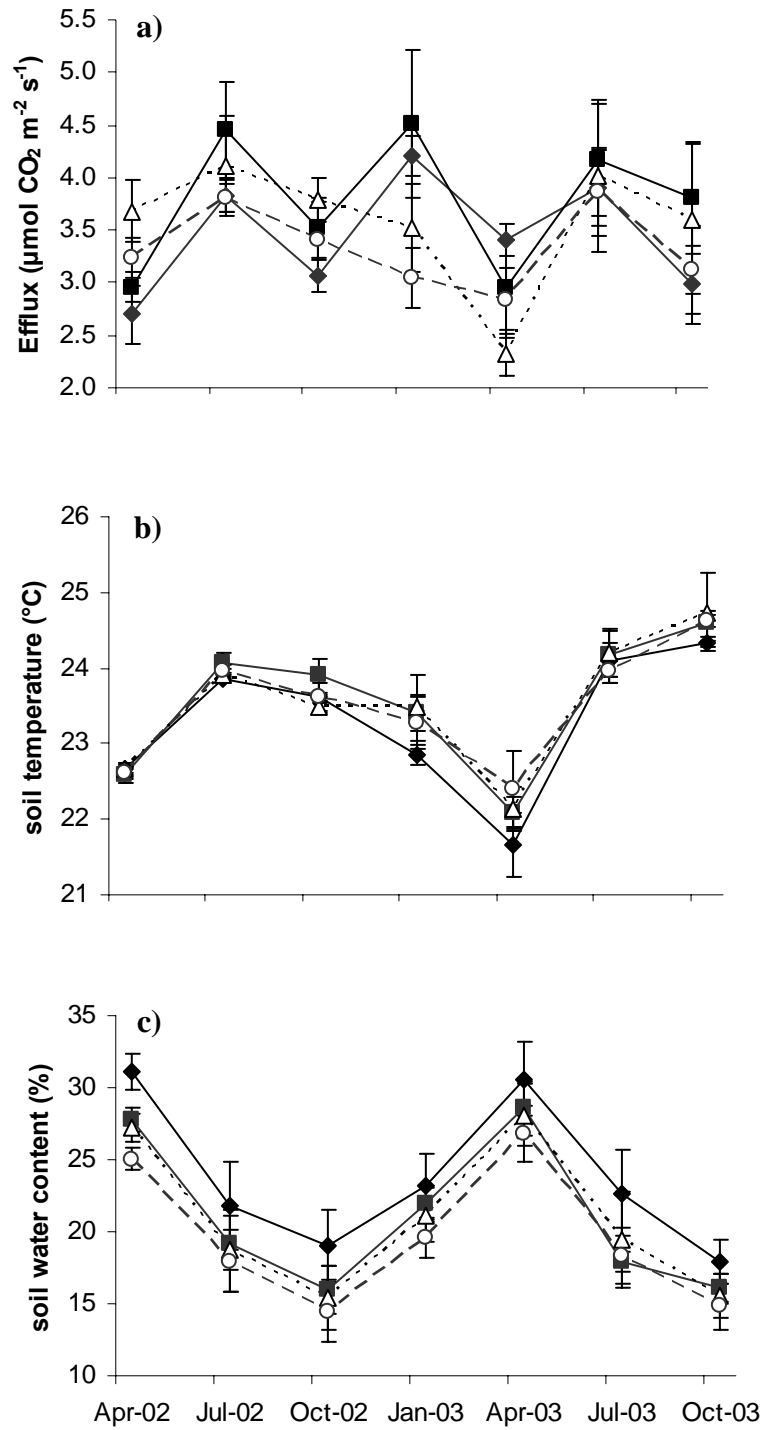 a)
Efflux (µmol CO₂ m⁻² s⁻¹)
5.5
5.0
4.5
4.0
3.5
3.0
2.5
2.0
b)
soil temperature (°C)
26
25
24
23
22
21
c)
soil water content (%)
35
30
25
20
15
10
Apr-02 Jul-02 Oct-02 Jan-03 Apr-03 Jul-03 Oct-03